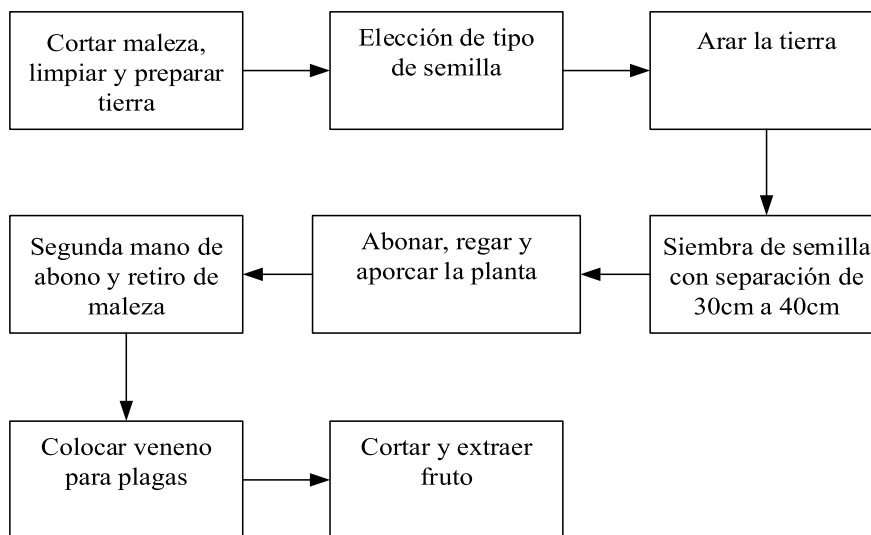 Cortar maleza,
limpiar y preparar
tierra
Elección de tipo
de semilla
Arar la tierra
Siembra de semilla
con separación de
30cm a 40cm
Abonar, regar y
aporcar la planta
Segunda mano de
abono y retiro de
maleza
Colocar veneno
para plagas
Cortar y extraer
fruto